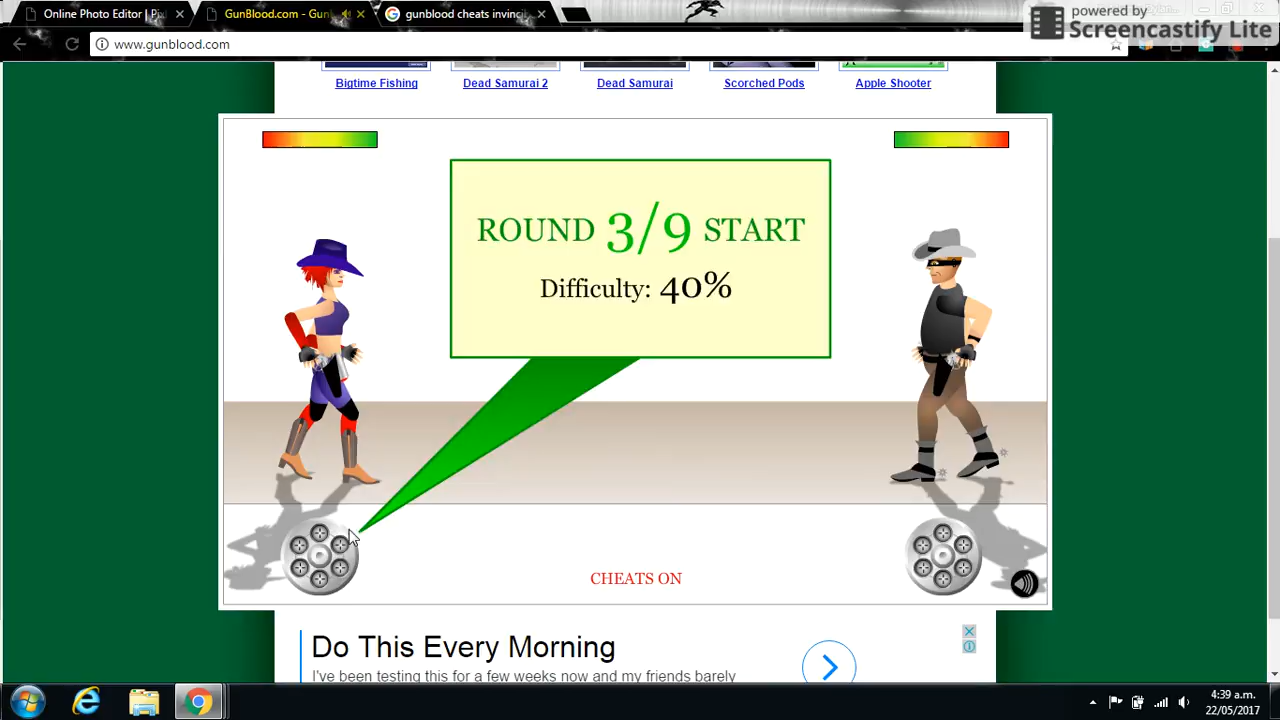 Online Photo Editor | Pix
GunBlood.com - Gun
gunblood cheats invincil
powered by
Screencastify Lite
www.gunblood.com
Bigtime Fishing
Dead Samurai 2
Dead Samurai
Scorched Pods
Apple Shooter
ROUND 3/9 START
Difficulty: 40%
CHEATS ON
Do This Every Morning
I've been testing this for a few weeks now and my friends barely
4:39 a.m.
22/05/2017